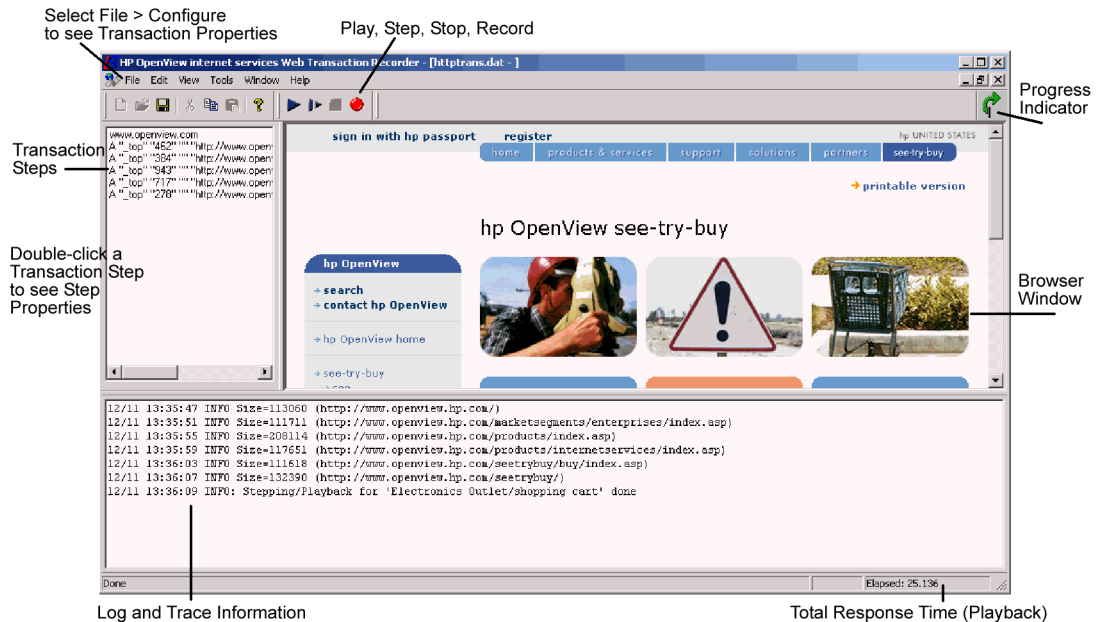 Select File > Configure
to see Transaction Properties
Play, Step, Stop, Record
HP OpenView internet services Web Transaction Recorder - [httptrans.dat - ]
File Edit View Tools Window Help
Progress
Indicator
Transaction
Steps
www.openview.com
A "_top" "462" "" "http://www.open
A "_top" "384" "" "http://www.open
A "_top" "943" "" "http://www.open
A "_top" "717" "" "http://www.open
A "_top" "278" "" "http://www.open
sign in with hp passport register
hp UNITED STATES
home products & services support solutions partners see-try-buy
printable version
hp OpenView see-try-buy
hp OpenView
search
contact hp OpenView
hp OpenView home
see-try-buy
Double-click a
Transaction Step
to see Step
Properties
Browser
Window
12/11 13:35:47 INFO Size=113060 (http://www.openview.hp.com/)
12/11 13:35:51 INFO Size=111711 (http://www.openview.hp.com/marketsegments/enterprises/index.asp)
12/11 13:35:55 INFO Size=208114 (http://www.openview.hp.com/products/index.asp)
12/11 13:35:59 INFO Size=117651 (http://www.openview.hp.com/products/internetservices/index.asp)
12/11 13:36:03 INFO Size=111618 (http://www.openview.hp.com/seetrybuy/buy/index.asp)
12/11 13:36:07 INFO Size=132390 (http://www.openview.hp.com/seetrybuy/)
12/11 13:36:09 INFO: Stepping/Playback for 'Electronics Outlet/shopping cart' done
Done
Elapsed: 25.136
Log and Trace Information
Total Response Time (Playback)